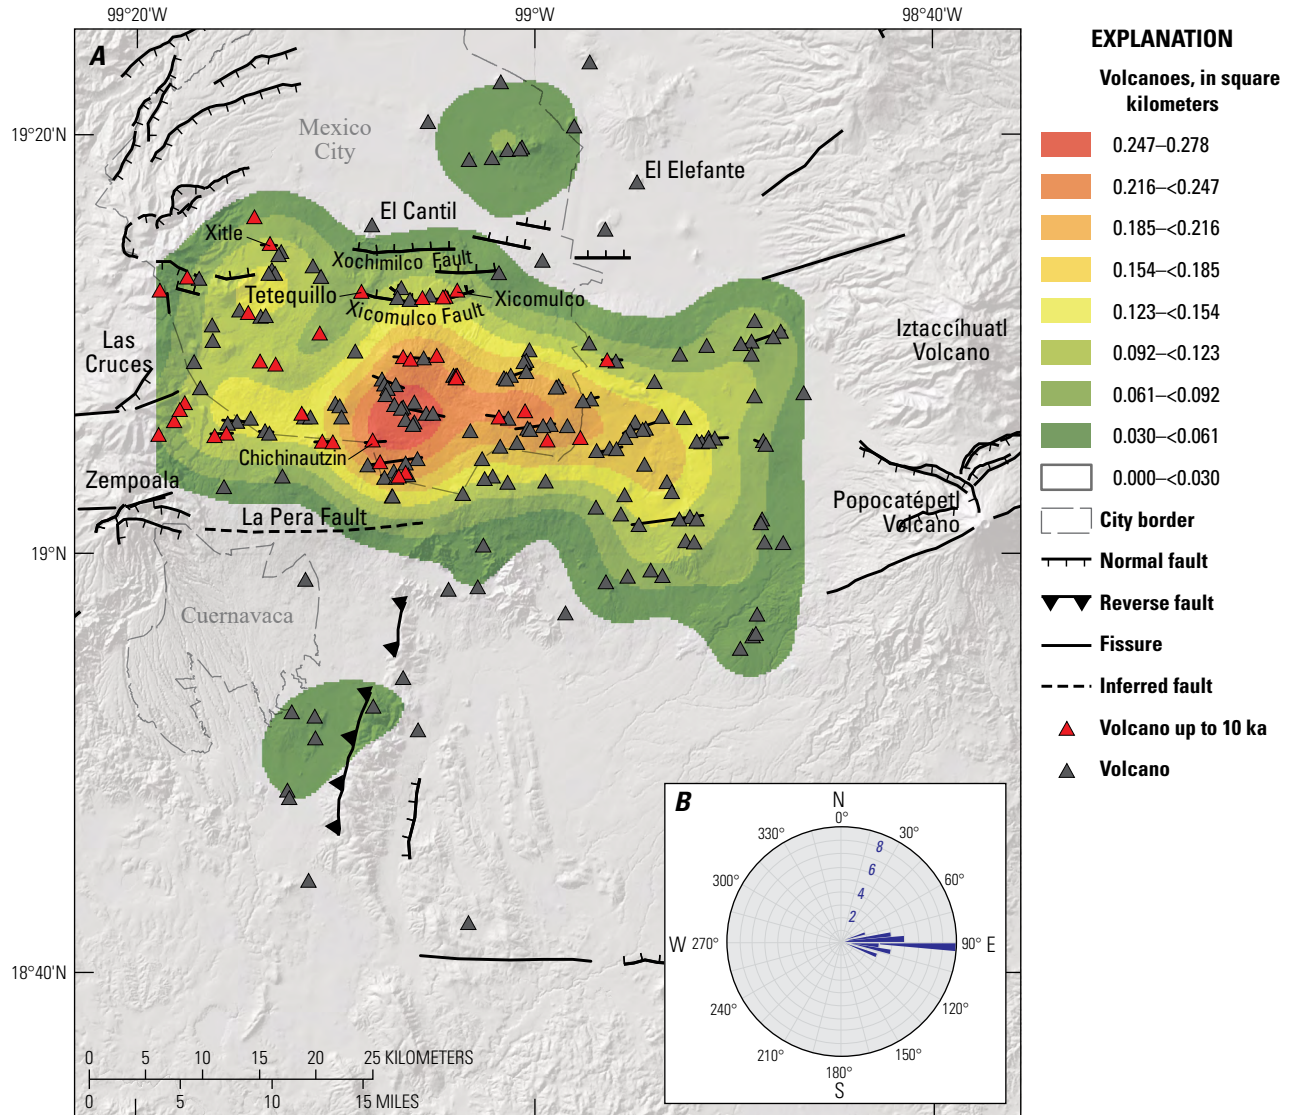 99°20'W
99°W
98°40'W
A
19°20'N
19°N
18°40'N
Mexico
City
El Elefante
El Cantil
Xitle
Xochimilco Fault
Tetequillo
Xicomulco
Xicomulco Fault
Las
Cruces
Iztaccíhuatl
Volcano
Chichinautzin
Zempoala
La Pera Fault
Popocatépetl
Volcano
Cuernavaca
0 5 10 15 20 25 KILOMETERS
0 5 10 15 MILES
EXPLANATION
Volcanoes, in square
kilometers
0.247–0.278
0.216–<0.247
0.185–<0.216
0.154–<0.185
0.123–<0.154
0.092–<0.123
0.061–<0.092
0.030–<0.061
0.000–<0.030
City border
Normal fault
Reverse fault
Fissure
Inferred fault
Volcano up to 10 ka
Volcano
B
N
0°
330° 30°
8
6
300° 60°
4
2
W 270° 90° E
240° 120°
210° 150°
180°
S